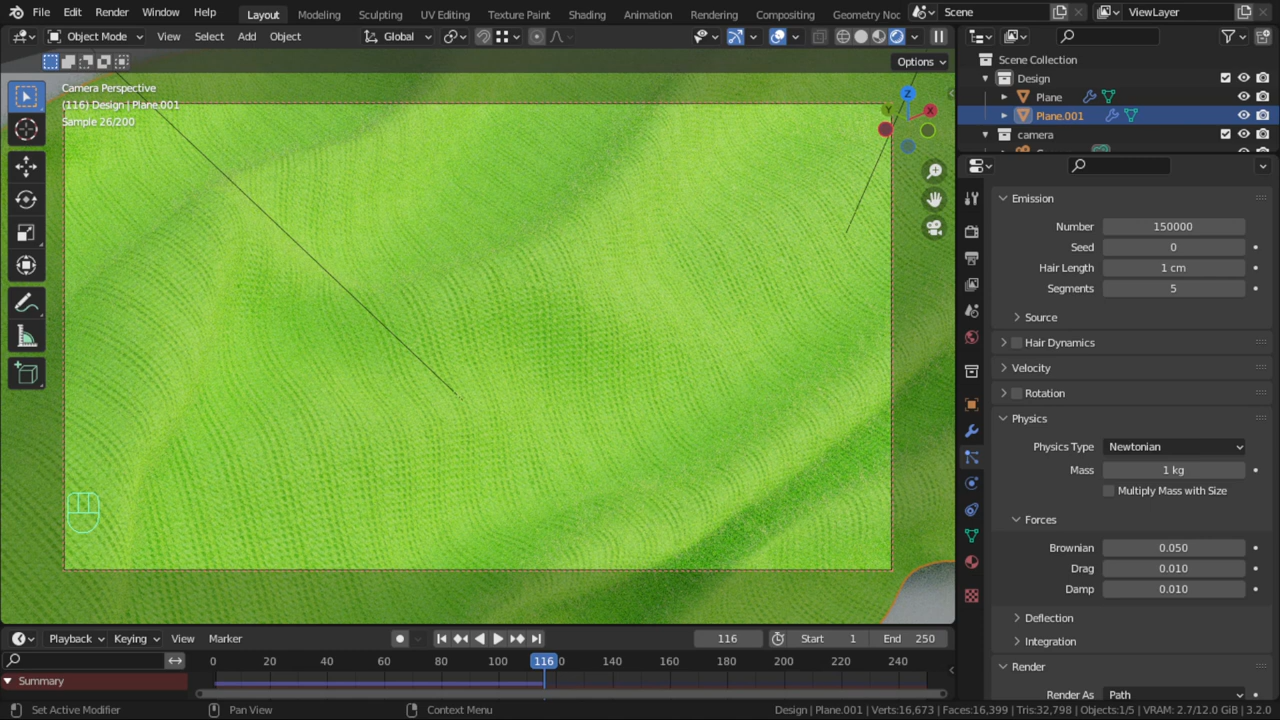 File Edit Render Window Help Layout Modeling Sculpting UV Editing Texture Paint Shading Animation Rendering Compositing Geometry Noc Scene ViewLayer
Object Mode View Select Add Object Global
Options
Camera Perspective
(116) Design | Plane.001
Sample 26/200
Z
Y
X
Scene Collection
Design
Plane
Plane.001
camera
Emission
Number 150000
Seed 0
Hair Length 1 cm
Segments 5
Source
Hair Dynamics
Velocity
Rotation
Physics
Physics Type Newtonian
Mass 1 kg
Multiply Mass with Size
Forces
Brownian 0.050
Drag 0.010
Damp 0.010
Deflection
Integration
Render
Render As Path
Playback Keying View Marker 116 Start 1 End 250
0 20 40 60 80 100 116 0 140 160 180 200 220 240
Summary
Set Active Modifier Pan View Context Menu Design | Plane.001 | Verts:16,673 | Faces:16,399 | Tris:32,798 | Objects:1/5 | VRAM: 2.7/12.0 GiB | 3.2.0